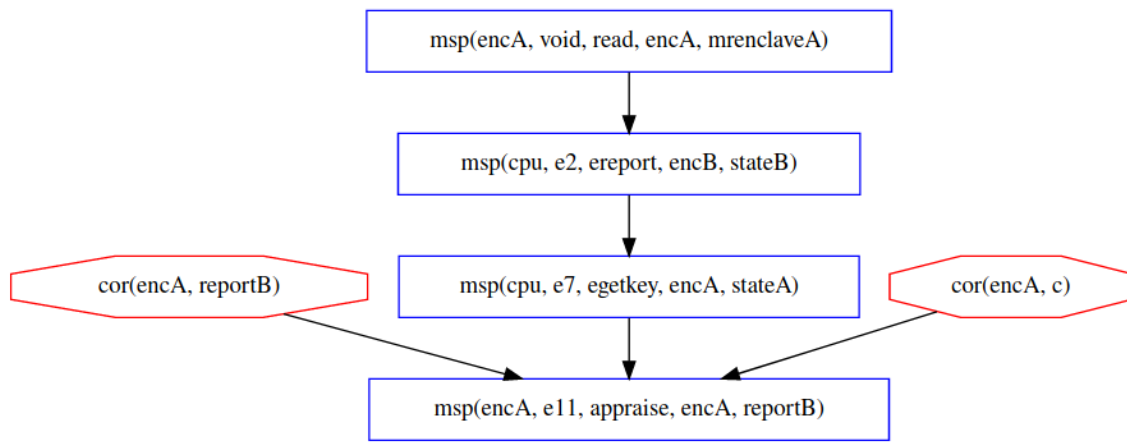 msp(encA, void, read, encA, mrenclaveA)
msp(cpu, e2, ereport, encB, stateB)
cor(encA, reportB)
msp(cpu, e7, egetkey, encA, stateA)
cor(encA, c)
msp(encA, e11, appraise, encA, reportB)